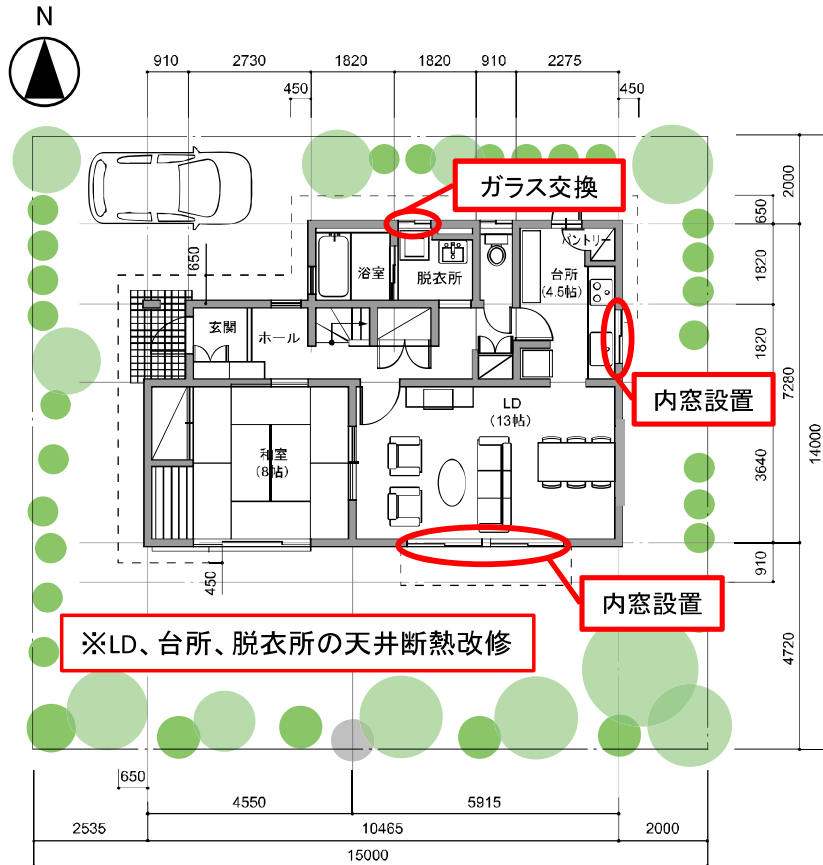 N
910
2730
1820
1820
910
2275
450
450
ガラス交換
2000
650
パントリー
浴室
脱衣所
台所
(4.5帖)
650
1820
玄関
ホール
1820
内窓設置
7280
14000
LD
(13帖)
和室
(8帖)
3640
450
910
内窓設置
※LD、台所、脱衣所の天井断熱改修
4720
650
4550
5915
2535
10465
2000
15000